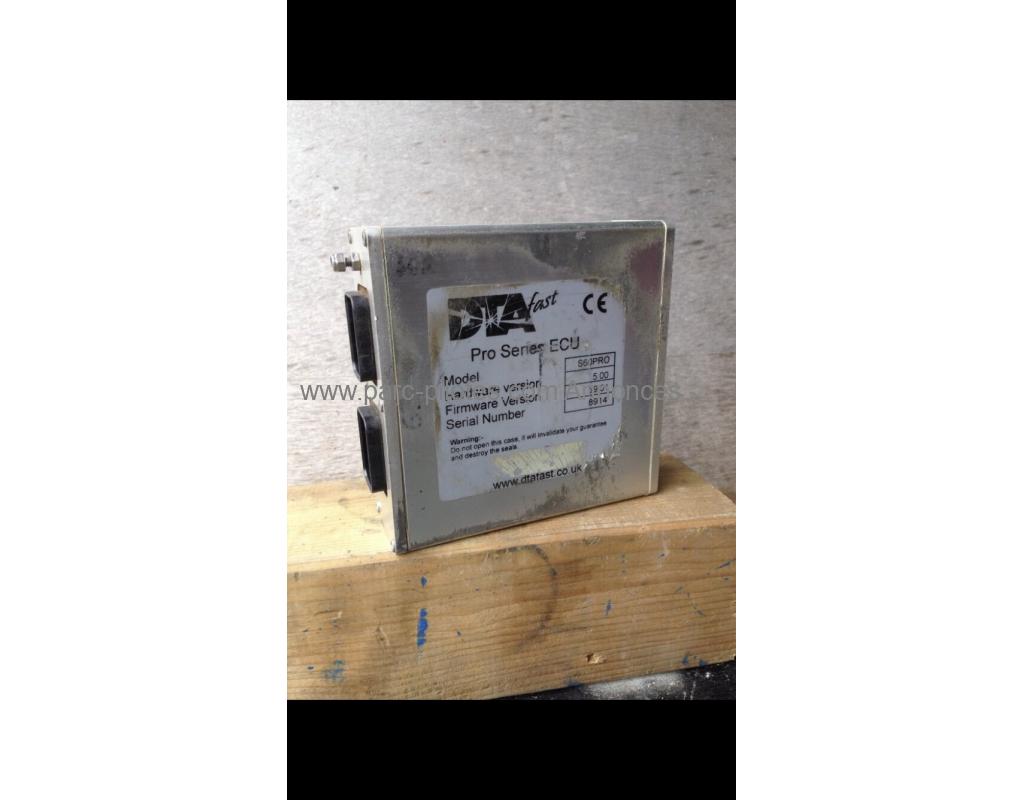 DTAfast CE
Pro Series ECU
Model S60PRO
Hardware version 5.00
Firmware Version
Serial Number 8914
Warning:-
Do not open this case, it will invalidate your guarantee
and destroy the seals.
www.dtafast.co.uk